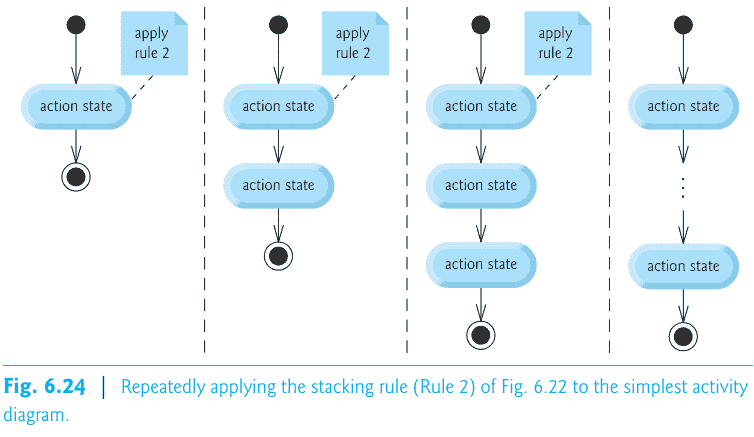 apply
rule 2
action state
apply
rule 2
action state
action state
apply
rule 2
action state
action state
action state
action state
action state
Fig. 6.24 | Repeatedly applying the stacking rule (Rule 2) of Fig. 6.22 to the simplest activity
diagram.